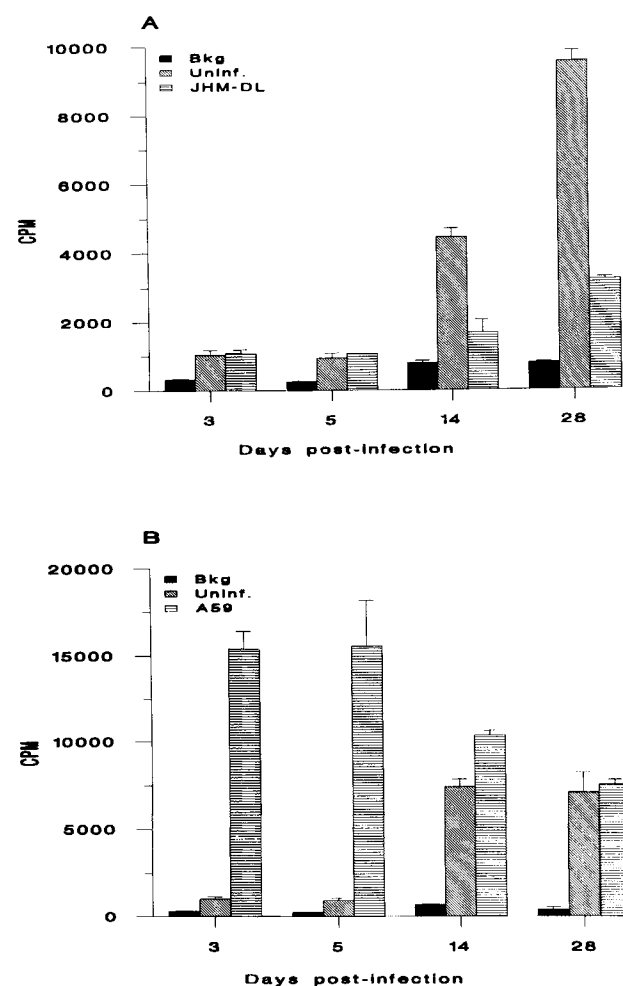 A
10000
8000
6000
4000
2000
0
CPM
Bkg
Uninf.
JHM-DL
3 5 14 28
Days post-infection
B
20000
15000
10000
5000
0
CPM
Bkg
Uninf.
A59
3 5 14 28
Days post-infection